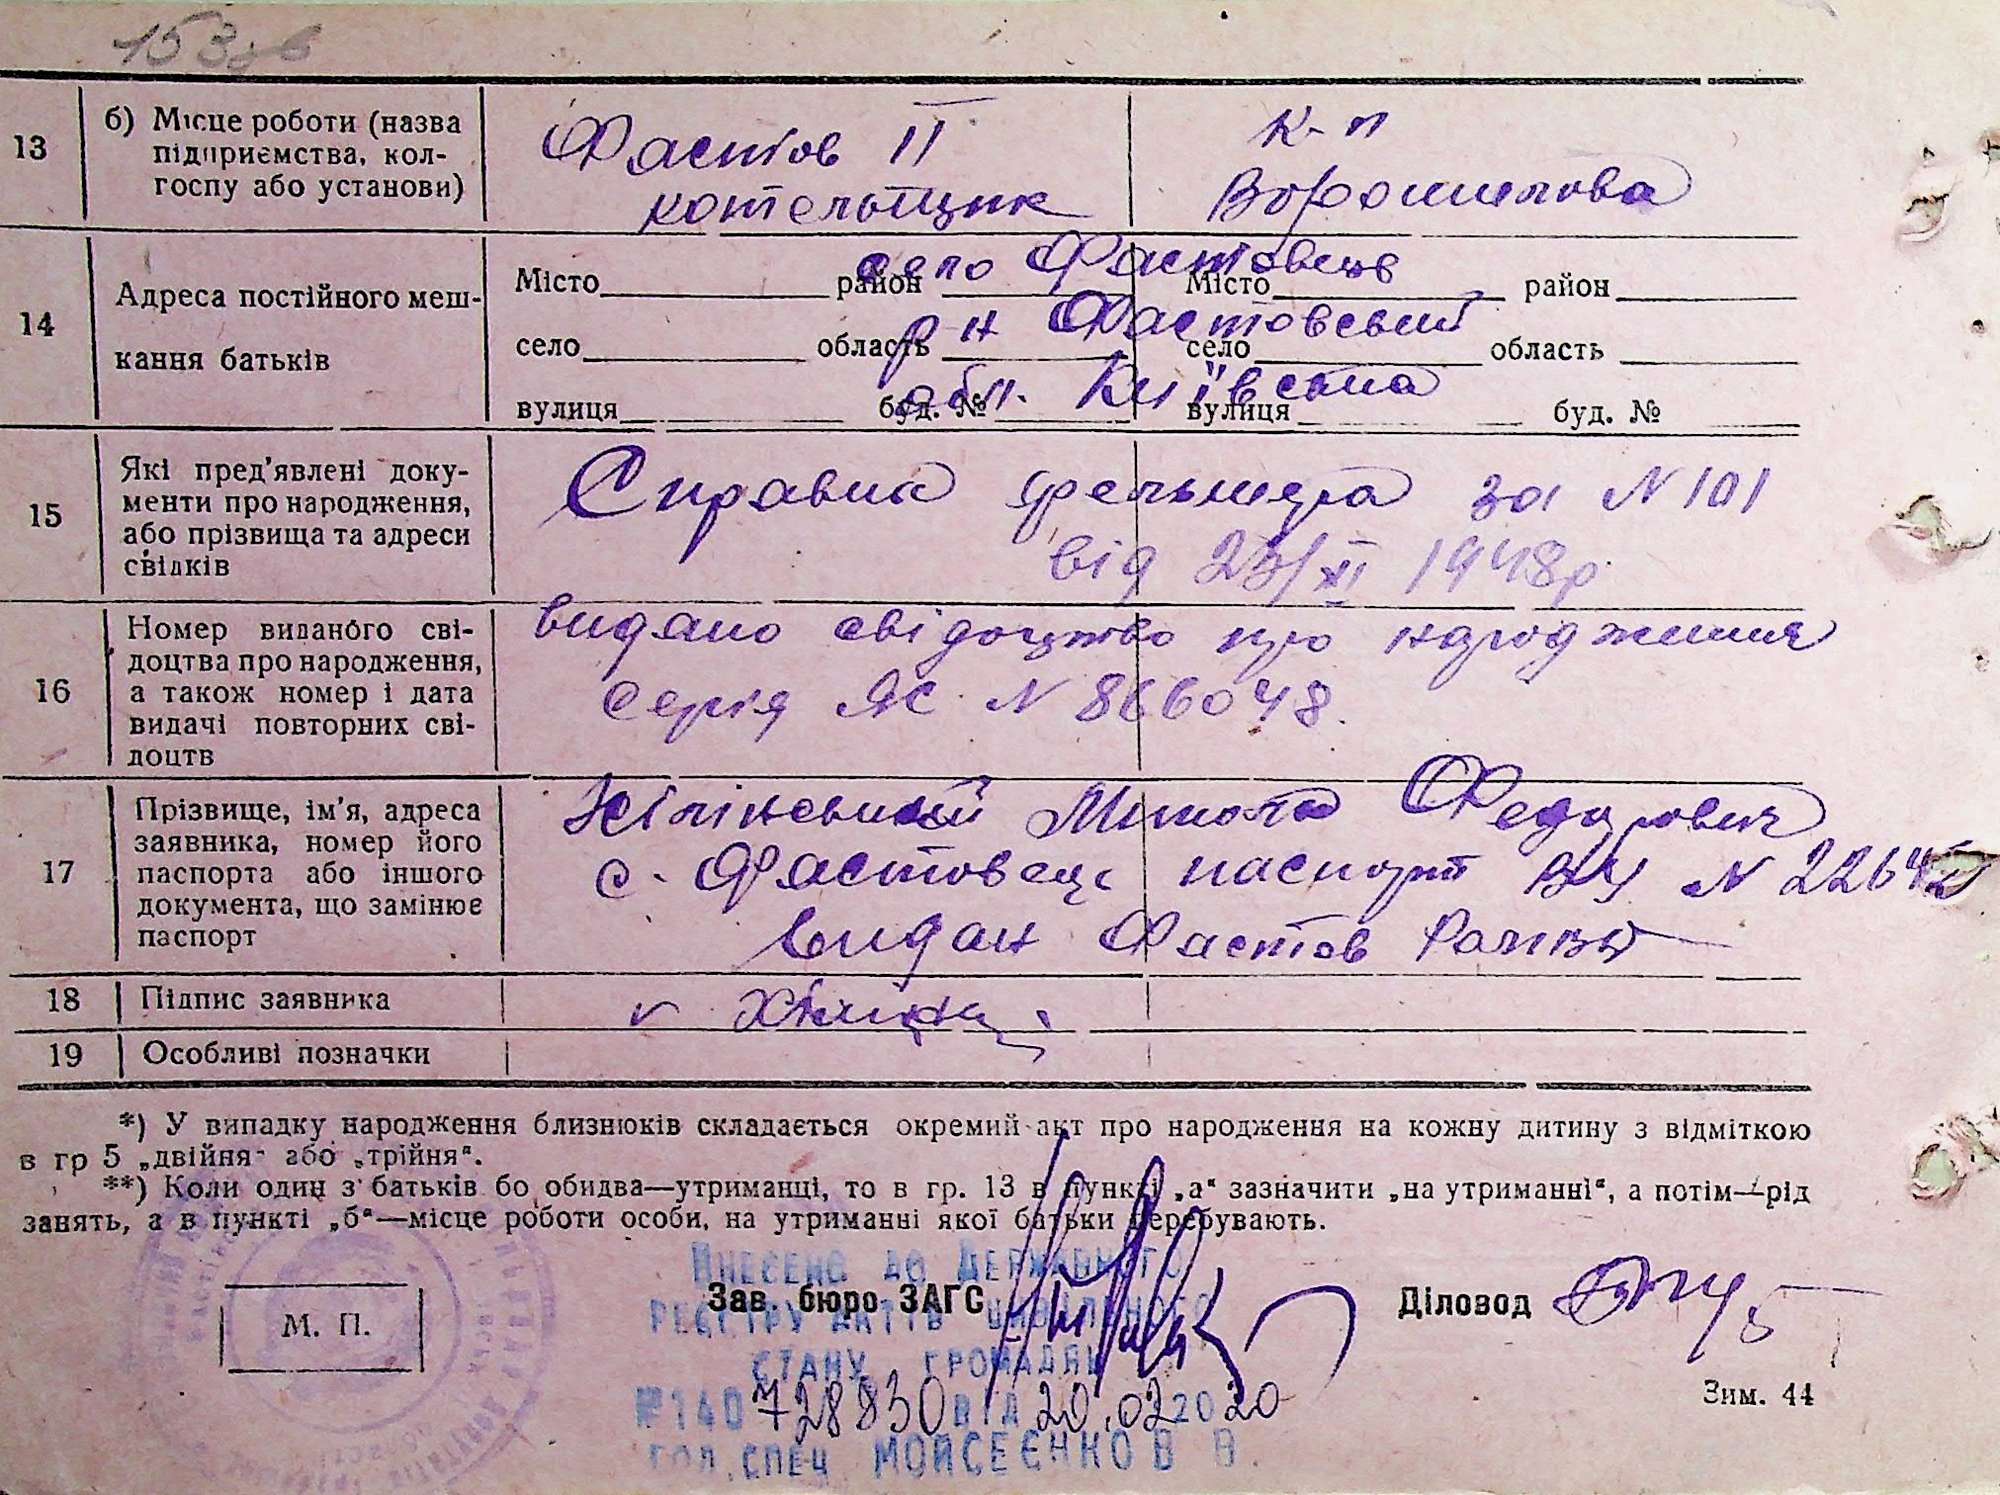 13 б) Місце роботи (назва підприємства, кол-госпу або установи)
Фастов II
котельщик
к-п
Ворошилова
14 Адреса постійного меш-
кання батьків
Місто район Місто район
село Фастовець
село область село область
р-н Фастовський
вулиця буд. № вулиця буд. №
обл. Київська
15 Які пред'явлені доку-
менти про народження,
або прізвища та адреси
свідків
Справка фельшера за N 101
від 23/XI 1948р.
16 Номер виданого сві-
доцтва про народження,
а також номер і дата
видачі повторних сві-
доцтв
видано свідоцтво про народження
серія ЯС N 866048.
17 Прізвище, ім'я, адреса
заявника, номер його
паспорта або іншого
документа, що замінює
паспорт
Микола Федорович
с. Фастовець паспорт N
видан Фастов
18 Підпис заявника
19 Особливі позначки
*) У випадку народження близнюків складається окремий акт про народження на кожну дитину з відміткою
в гр 5 „двійня“ або „трійня“.
**) Коли один з батьків бо обидва—утриманці, то в гр. 13 в пункті „а“ зазначити „на утриманні“, а потім—рід
занять, а в пункті „б“—місце роботи особи, на утриманні якої батьки перебувають.
М. П.
Зав. бюро ЗАГС
Діловод
Внесено до Державного
реєстру актів цивільного
стану громадян
№140 728830 від 20.02 2020
гол. спец Мойсеєнко В В.
Зим. 44